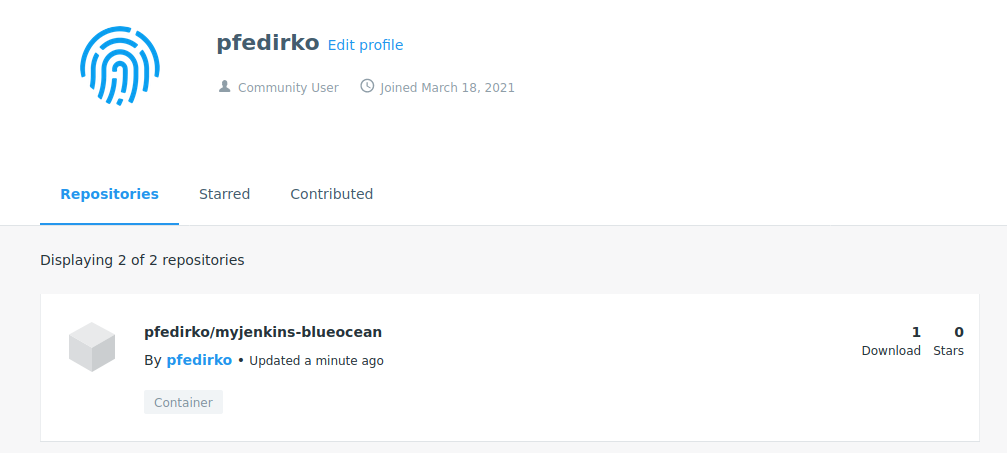 pfedirko Edit profile
Community User Joined March 18, 2021
Repositories Starred Contributed
Displaying 2 of 2 repositories
pfedirko/myjenkins-blueocean 1 0
By pfedirko • Updated a minute ago Download Stars
Container